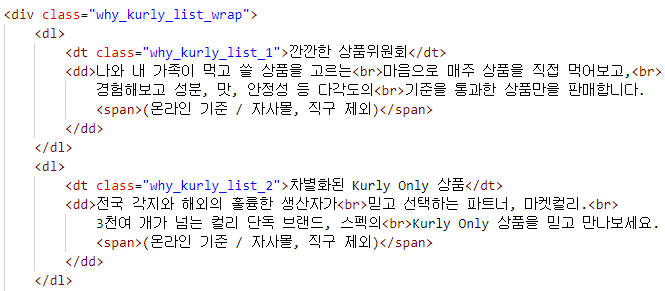 <div class="why_kurly_list_wrap">
<dl>
<dt class="why_kurly_list_1">깐깐한 상품위원회</dt>
<dd>나와 내 가족이 먹고 쓸 상품을 고르는<br>마음으로 매주 상품을 직접 먹어보고,<br>
경험해보고 성분, 맛, 안정성 등 다각도의<br>기준을 통과한 상품만을 판매합니다.
<span>(온라인 기준 / 자사몰, 직구 제외)</span>
</dd>
</dl>
<dl>
<dt class="why_kurly_list_2">차별화된 Kurly Only 상품</dt>
<dd>전국 각지와 해외의 훌륭한 생산자가<br>믿고 선택하는 파트너, 마켓컬리.<br>
3천여 개가 넘는 컬리 단독 브랜드, 스펙의<br>Kurly Only 상품을 믿고 만나보세요.
<span>(온라인 기준 / 자사몰, 직구 제외)</span>
</dd>
</dl>